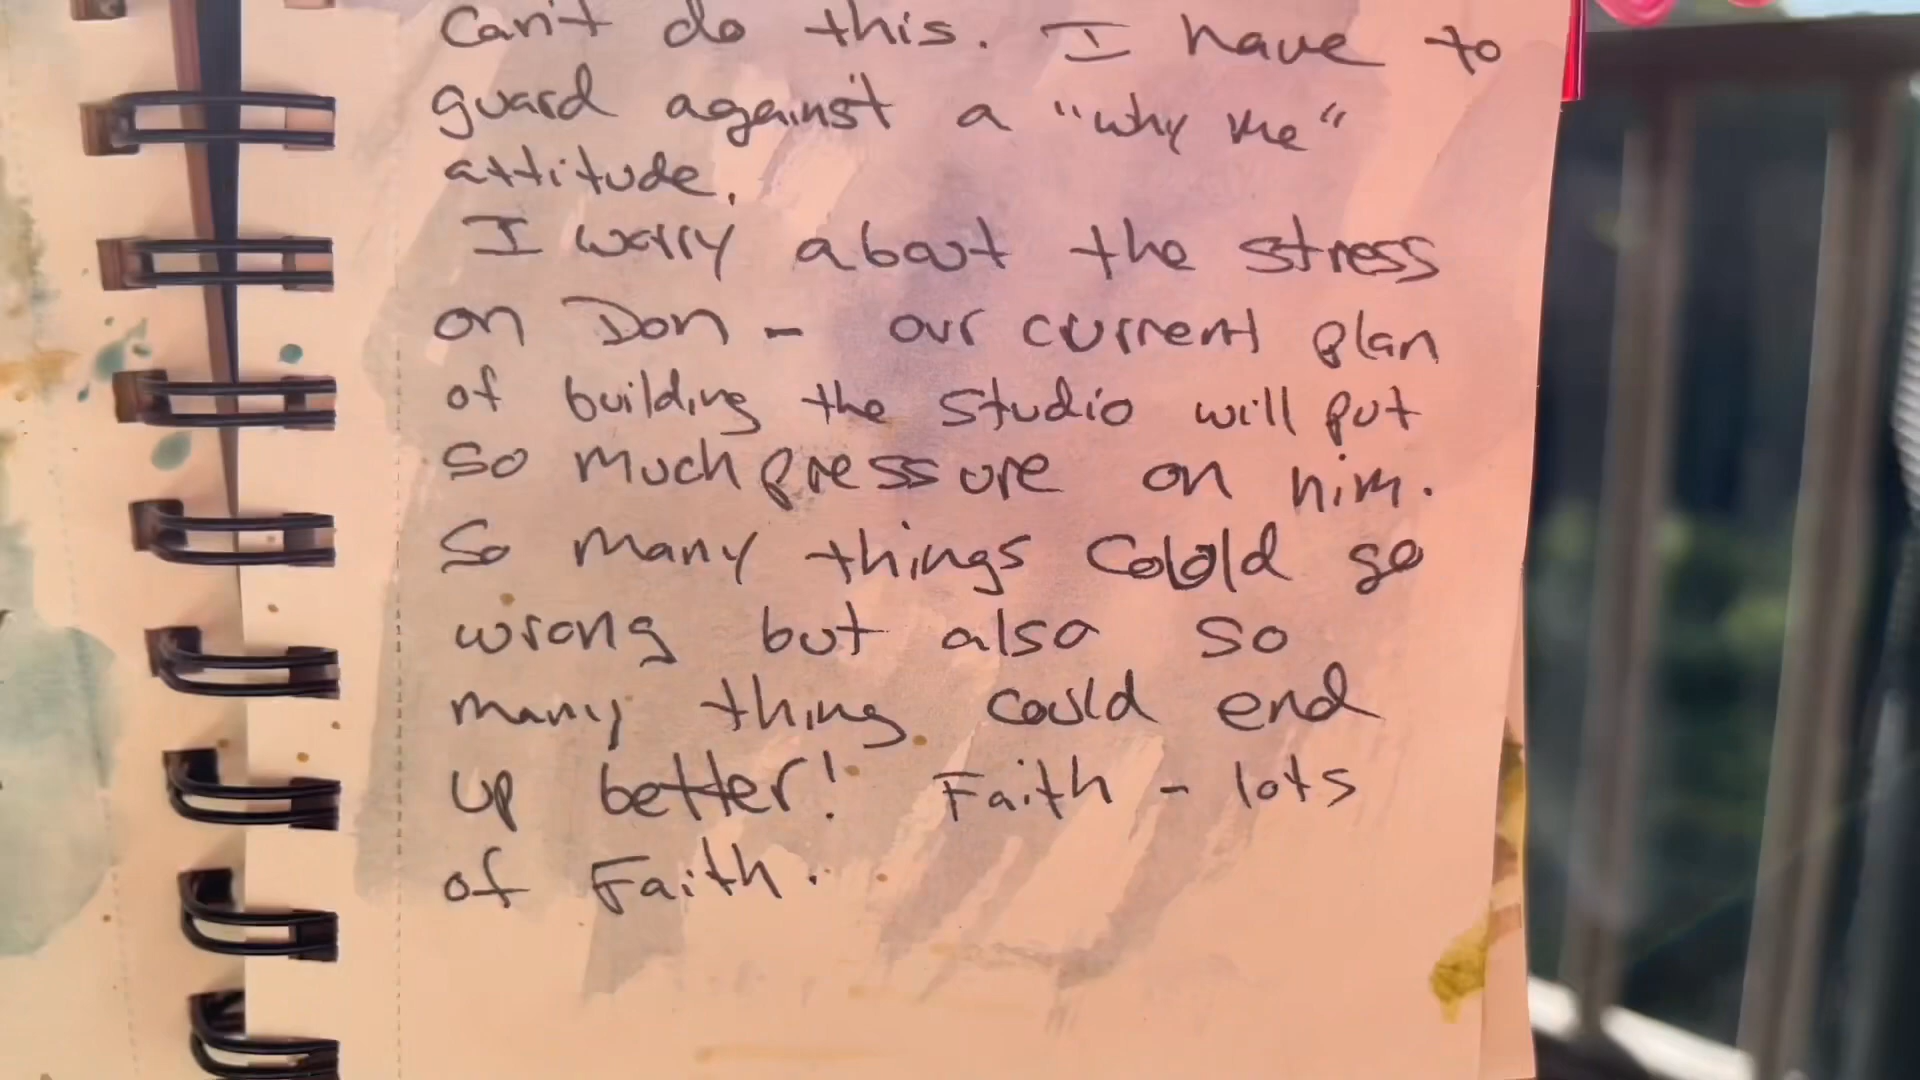 Can't do this. I have to
guard against a "why me"
attitude.
I worry about the stress
on Don - our current plan
of building the studio will put
so much pressure on him.
So many things Coold go
wrong but also so
many thing could end
up better! Faith - lots
of Faith.